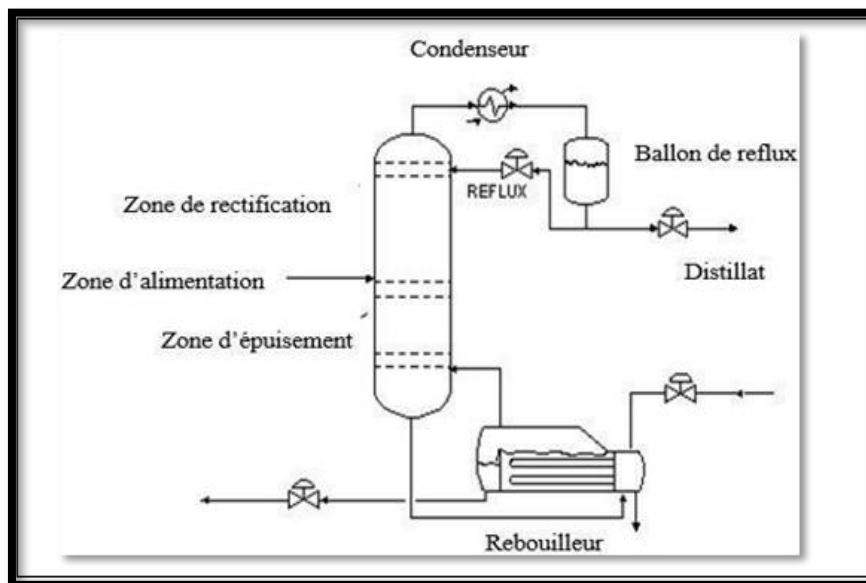 Condenseur
Ballon de reflux
REFLUX
Zone de rectification
Distillat
Zone d’alimentation
Zone d’épuisement
Rebouilleur